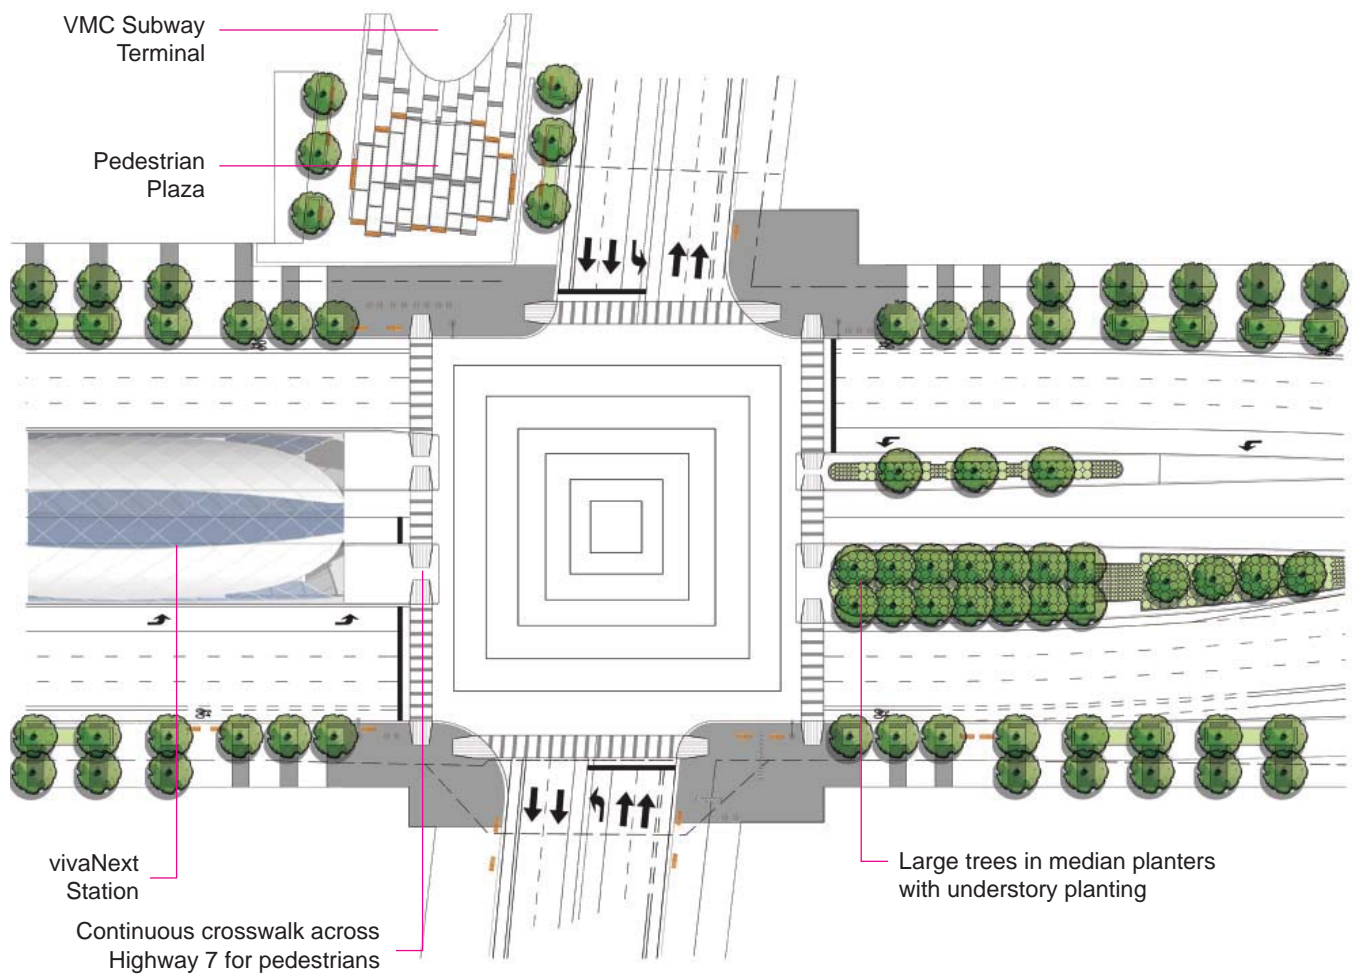 VMC Subway
Terminal
Pedestrian
Plaza
vivaNext
Station
Continuous crosswalk across
Highway 7 for pedestrians
Large trees in median planters
with understory planting